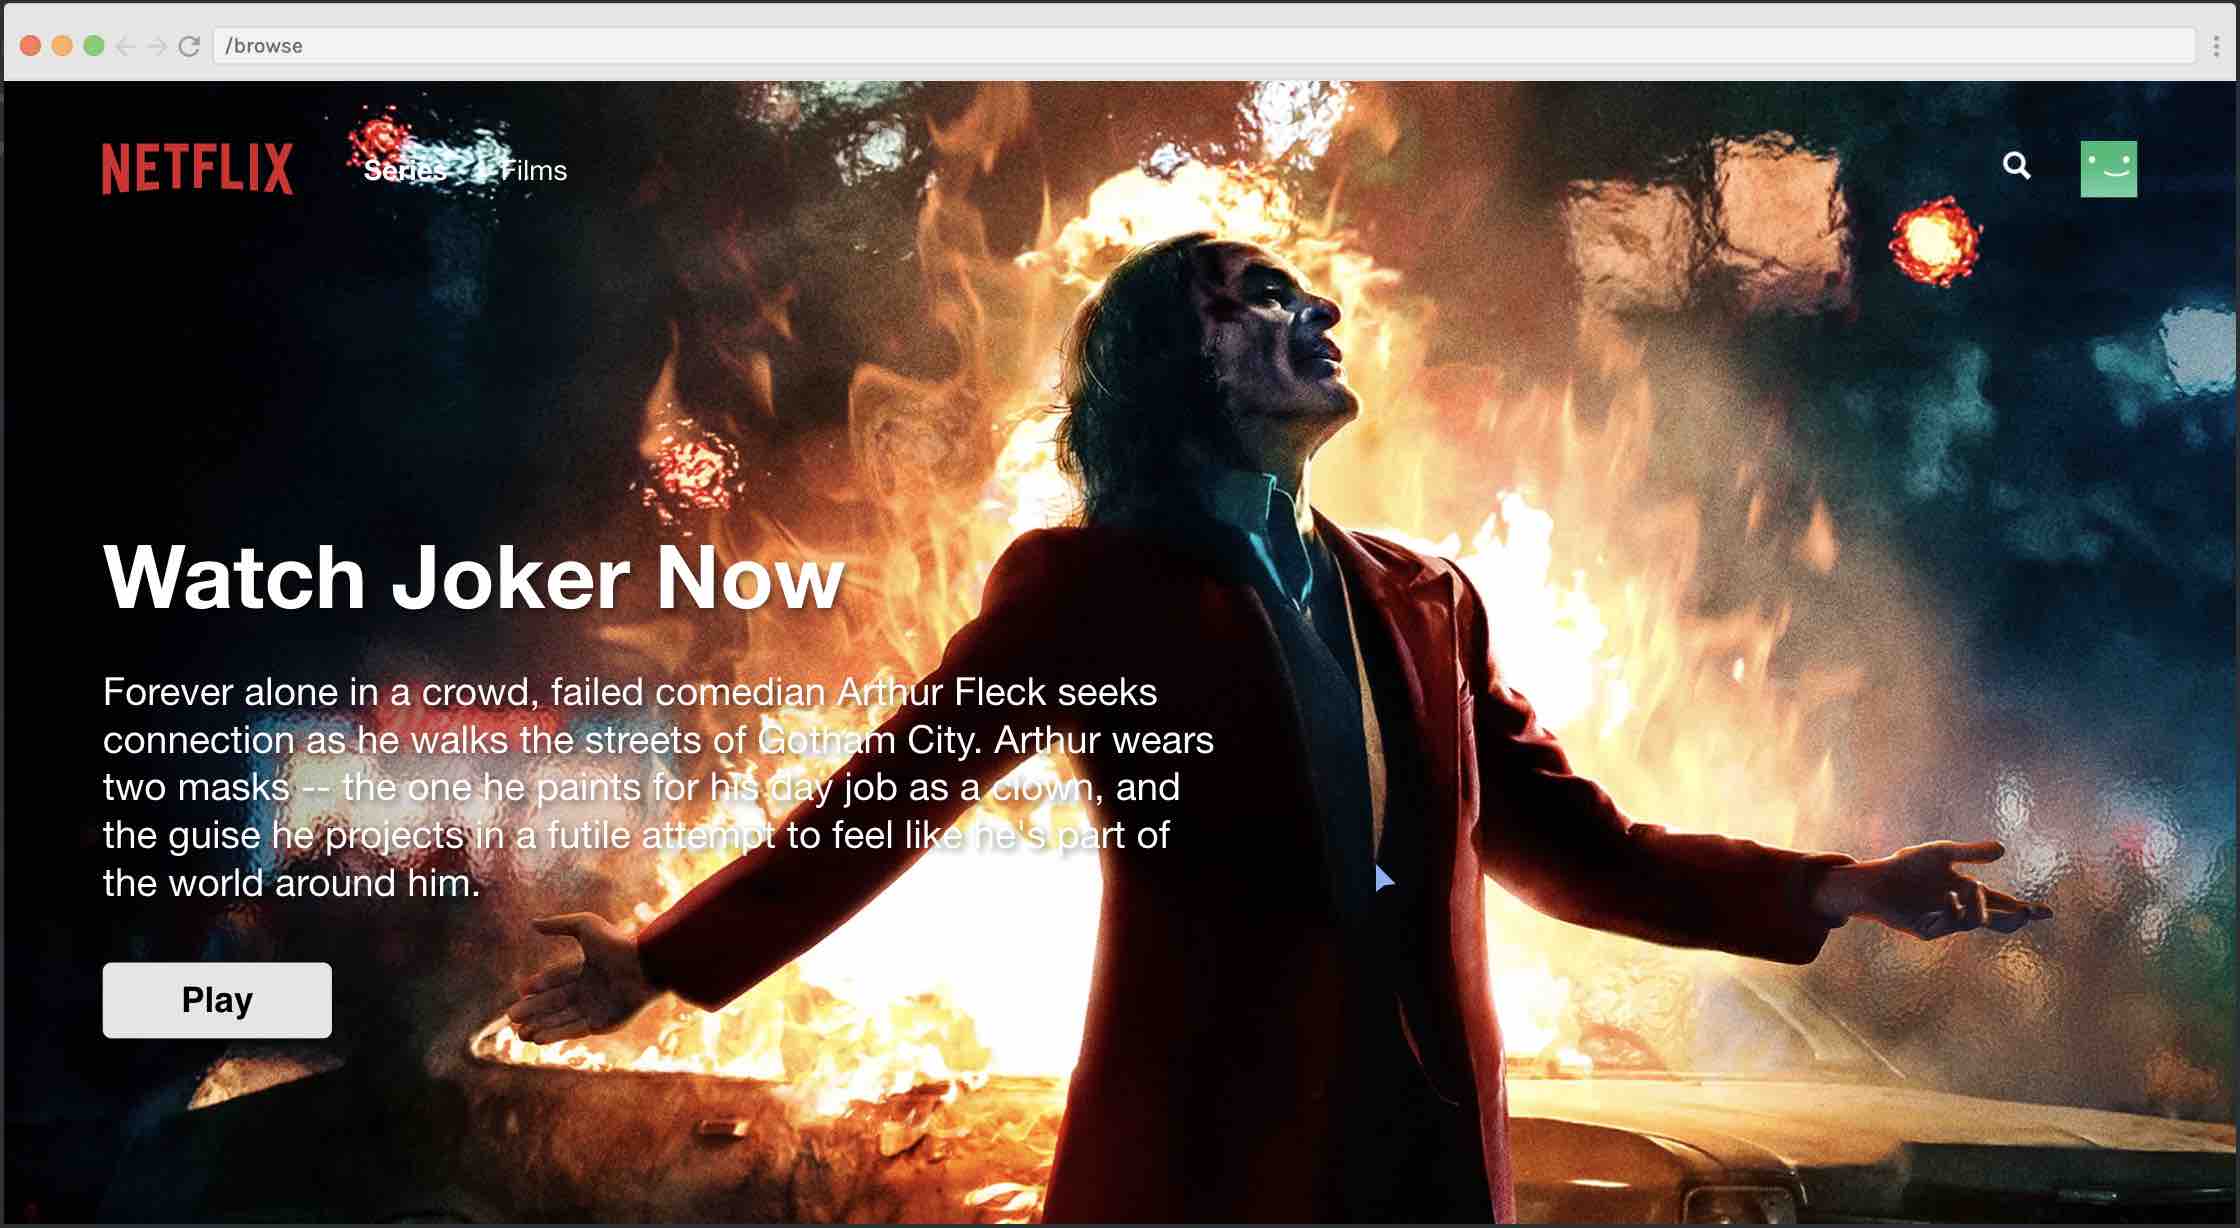 /browse
NETFLIX
Series Films
Watch Joker Now
Forever alone in a crowd, failed comedian Arthur Fleck seeks
connection as he walks the streets of Gotham City. Arthur wears
two masks -- the one he paints for his day job as a clown, and
the guise he projects in a futile attempt to feel like he's part of
the world around him.
Play